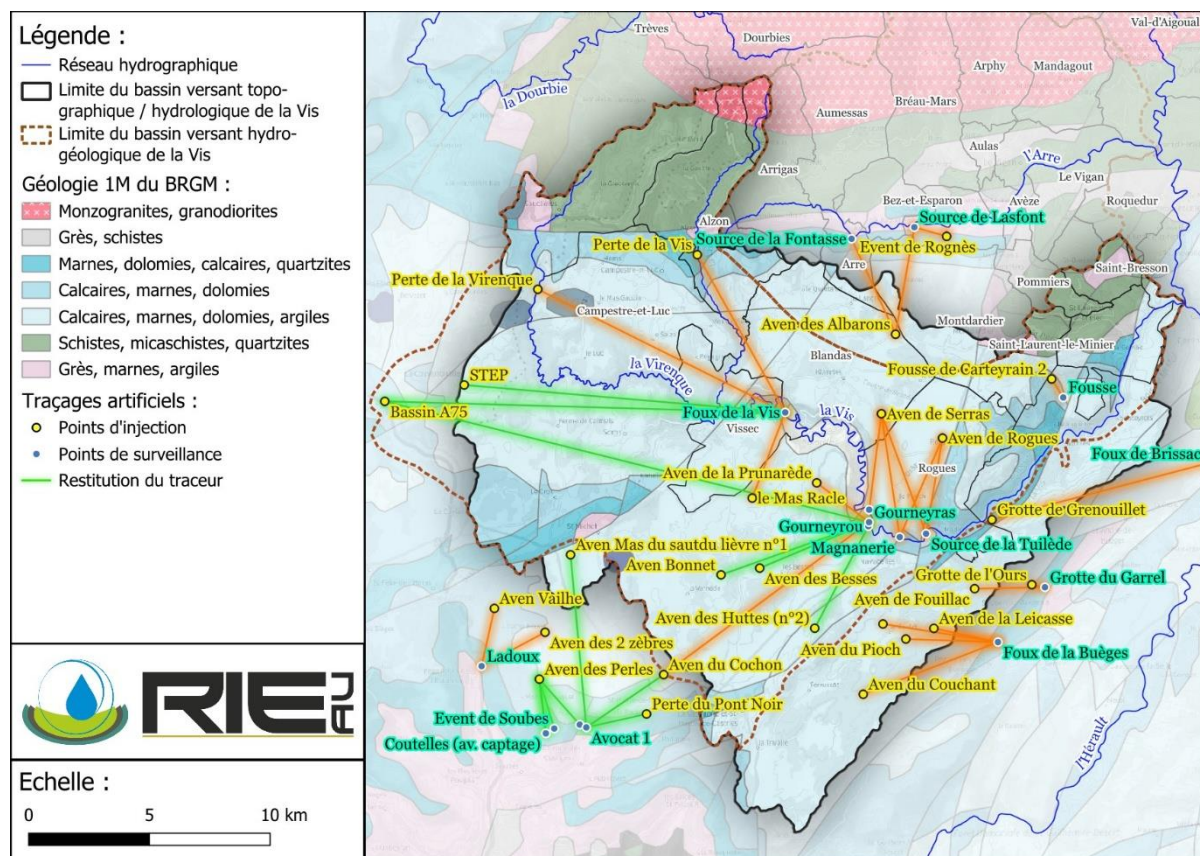 Légende :
Réseau hydrographique
Limite du bassin versant topo-
graphique / hydrologique de la Vis
Limite du bassin versant hydro-
géologique de la Vis
Géologie 1M du BRGM :
Monzogranites, granodiorites
Grès, schistes
Marnes, dolomies, calcaires, quartzites
Calcaires, marnes, dolomies
Calcaires, marnes, dolomies, argiles
Schistes, micaschistes, quartzites
Grès, marnes, argiles
Traçages artificiels :
Points d'injection
Points de surveillance
Restitution du traceur
RIEAU
Echelle :
0 5 10 km
Trèves
Dourbies
Val-d'Aigoual
la Dourbie
Arphy
Mandagout
Bréau-Mars
Aumessas
Aulas
l'Arre
Arrigas
Le Vigan
Bez-et-Esparon
Avèze
Roquedur
Alzon
Source de Lasfont
Perte de la Vis
Source de la Fontasse
Event de Rognès
Arre
Saint-Bresson
Perte de la Virenque
Pommiers
Campestre-et-Luc
Aven des Albarons
Montdardier
Saint-Laurent-le-Minier
Blandas
la Virenque
Fousse de Carteyrain 2
STEP
Fousse
Bassin A75
Foux de la Vis
la Vis
Aven de Serras
Vissec
Aven de Rogues
Foux de Brissac
Aven de la Prunarède
Rogues
le Mas Racle
Gourneyras
Grotte de Grenouillet
Gourneyrou
Magnanerie
Source de la Tuilède
Aven Mas du sautdu lièvre n°1
Aven Bonnet
Aven des Besses
Grotte de l'Ours
Grotte du Garrel
Aven de Fouillac
Aven Vailhe
Aven des Huttes (n°2)
Aven de la Leicasse
Aven des 2 zèbres
Aven du Pioch
Foux de la Buèges
Ladoux
Aven des Perles
Aven du Cochon
Aven du Couchant
Perte du Pont Noir
Event de Soubes
Coutelles (av. captage)
Avocat 1
l'Hérault